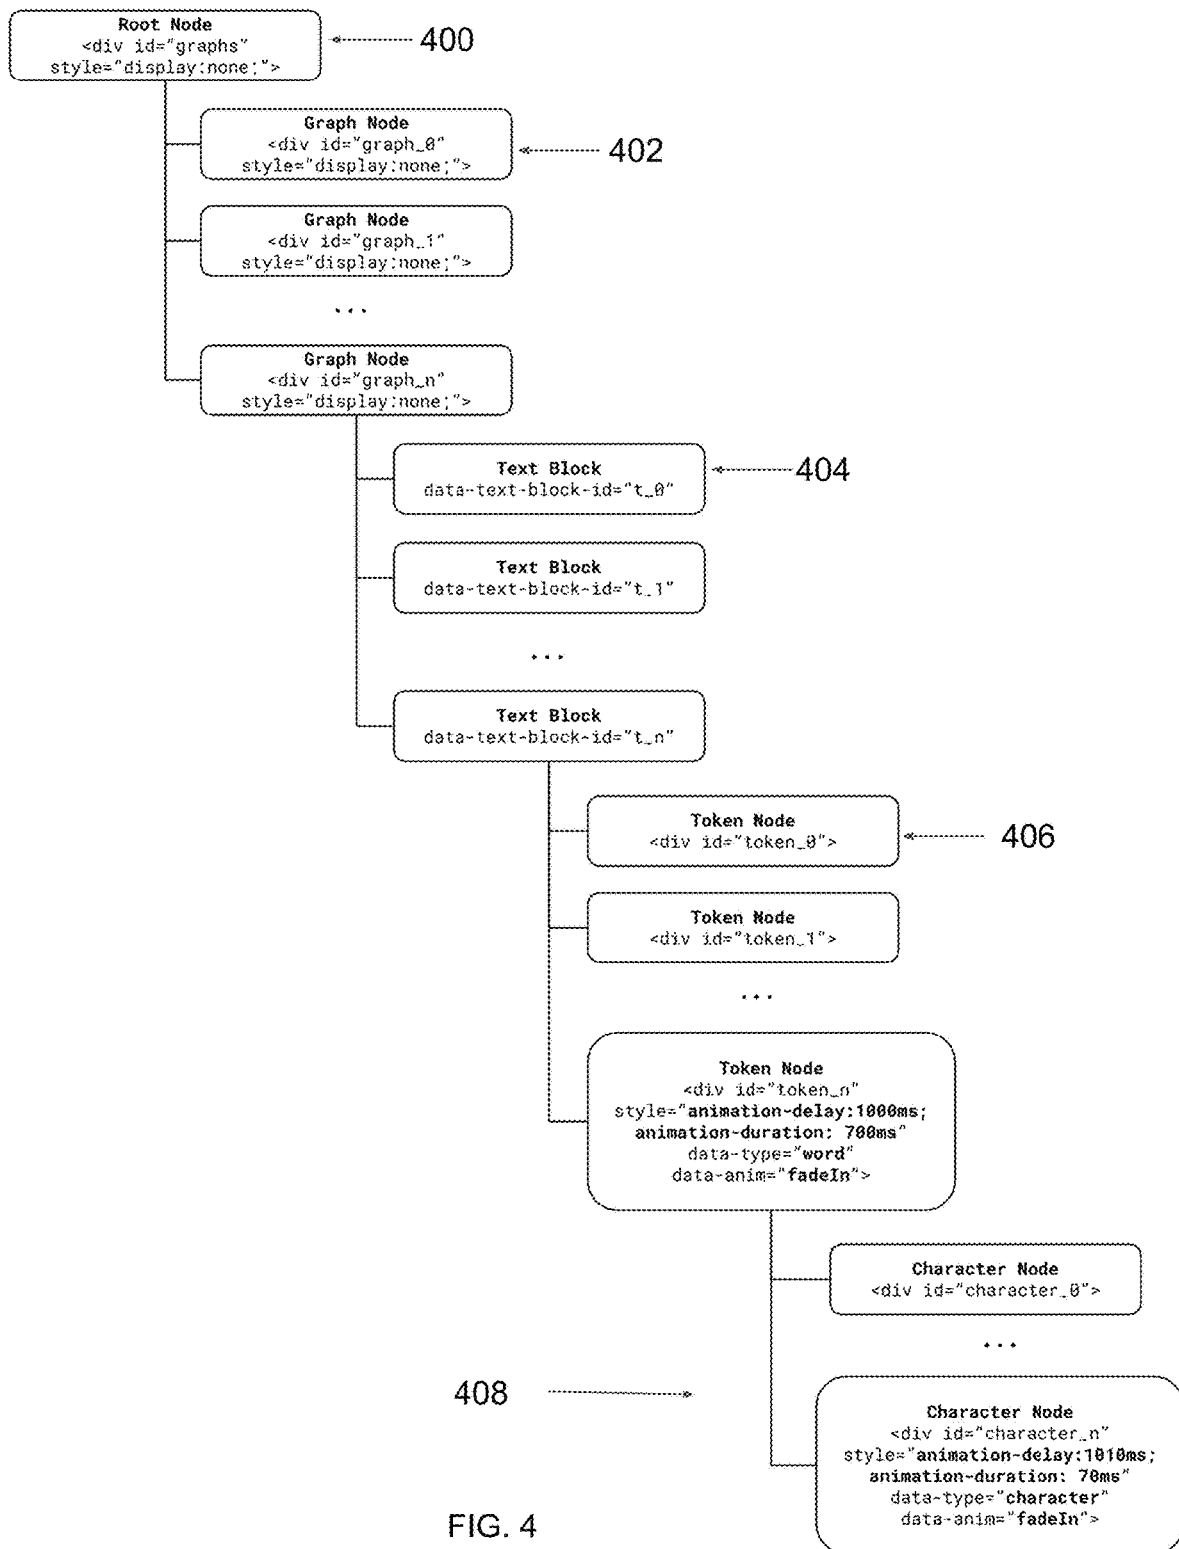 Root Node
<div id="graphs"
style="display:none;">
400
Graph Node
<div id="graph_0"
style="display:none;">
402
Graph Node
<div id="graph_1"
style="display:none;">
...
Graph Node
<div id="graph_n"
style="display:none;">
Text Block
data-text-block-id="t_0"
404
Text Block
data-text-block-id="t_1"
...
Text Block
data-text-block-id="t_n"
Token Node
<div id="token_0">
406
Token Node
<div id="token_1">
...
Token Node
<div id="token_n"
style="animation-delay:1000ms;
animation-duration: 700ms"
data-type="word"
data-anim="fadeIn">
Character Node
<div id="character_0">
...
408
Character Node
<div id="character_n"
style="animation-delay:1010ms;
animation-duration: 70ms"
data-type="character"
data-anim="fadeIn">
FIG. 4